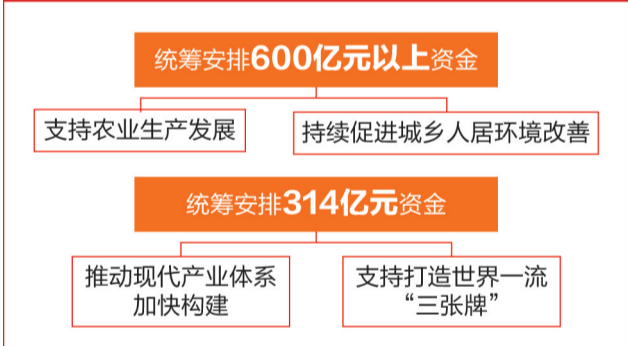 统筹安排600亿元以上资金
支持农业生产发展
持续促进城乡人居环境改善
统筹安排314亿元资金
推动现代产业体系
加快构建
支持打造世界一流
“三张牌”